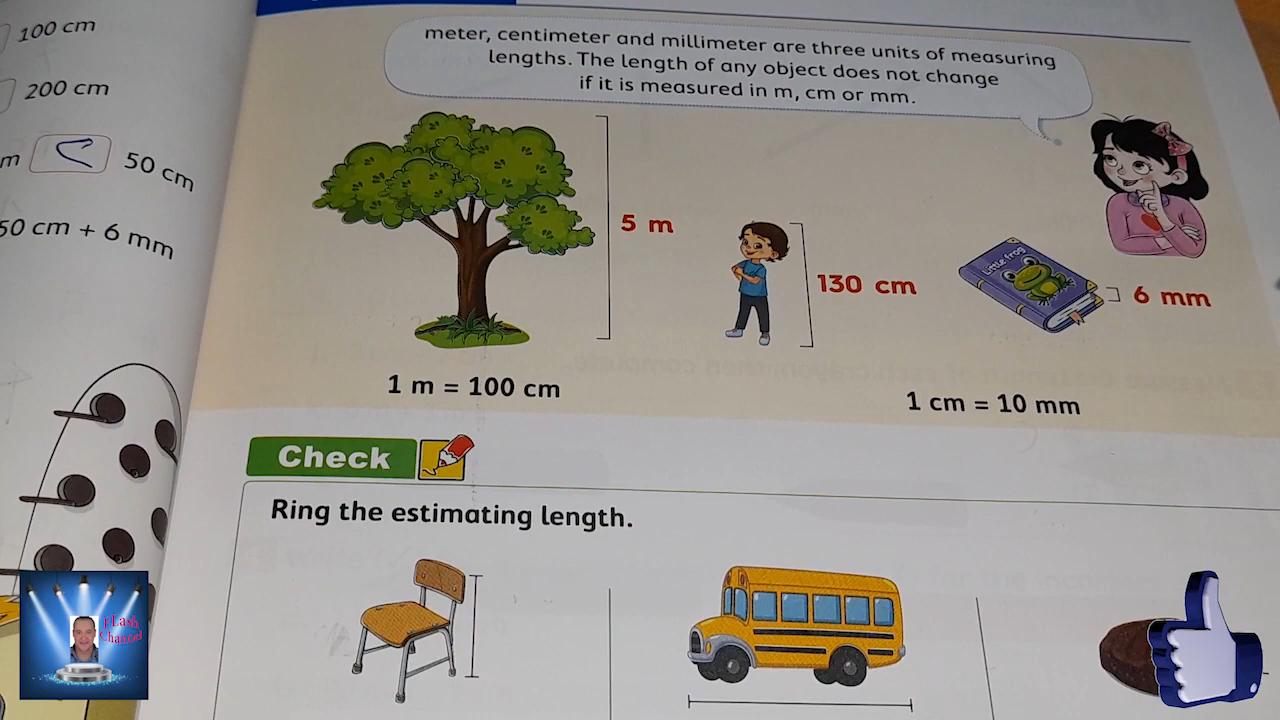 100 cm
200 cm
m < 50 cm
50 cm + 6 mm
meter, centimeter and millimeter are three units of measuring
lengths. The length of any object does not change
if it is measured in m, cm or mm.
5 m
130 cm
Little frog
6 mm
1 m = 100 cm
1 cm = 10 mm
Check
Ring the estimating length.
fLash
Channel